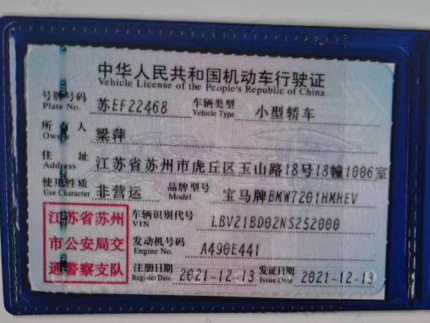 中华人民共和国机动车行驶证
Vehicle License of the People's Republic of China
号牌号码 苏EF22468 车辆类型 小型轿车
Plate No. Vehicle Type
所有人 梁萍
Owner
住址 江苏省苏州市虎丘区玉山路18号18幢1006室
Address
使用性质 非营运 品牌型号 宝马牌BMW7201HMHEV
Use Character Model
江苏省苏州 车辆识别代号 LBV21BD02NS252000
VIN
市公安局交 发动机号码 A490E441
Engine No.
通警察支队 注册日期 2021-12-13 发证日期 2021-12-13
Register Date Issue Date